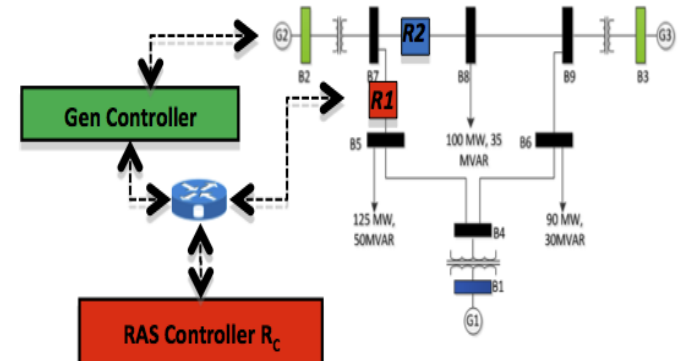 G2
B2
B7
R2
B8
B9
B3
G3
R1
Gen Controller
B5
100 MW, 35
MVAR
B6
125 MW,
50MVAR
90 MW,
30MVAR
B4
B1
G1
RAS Controller RC